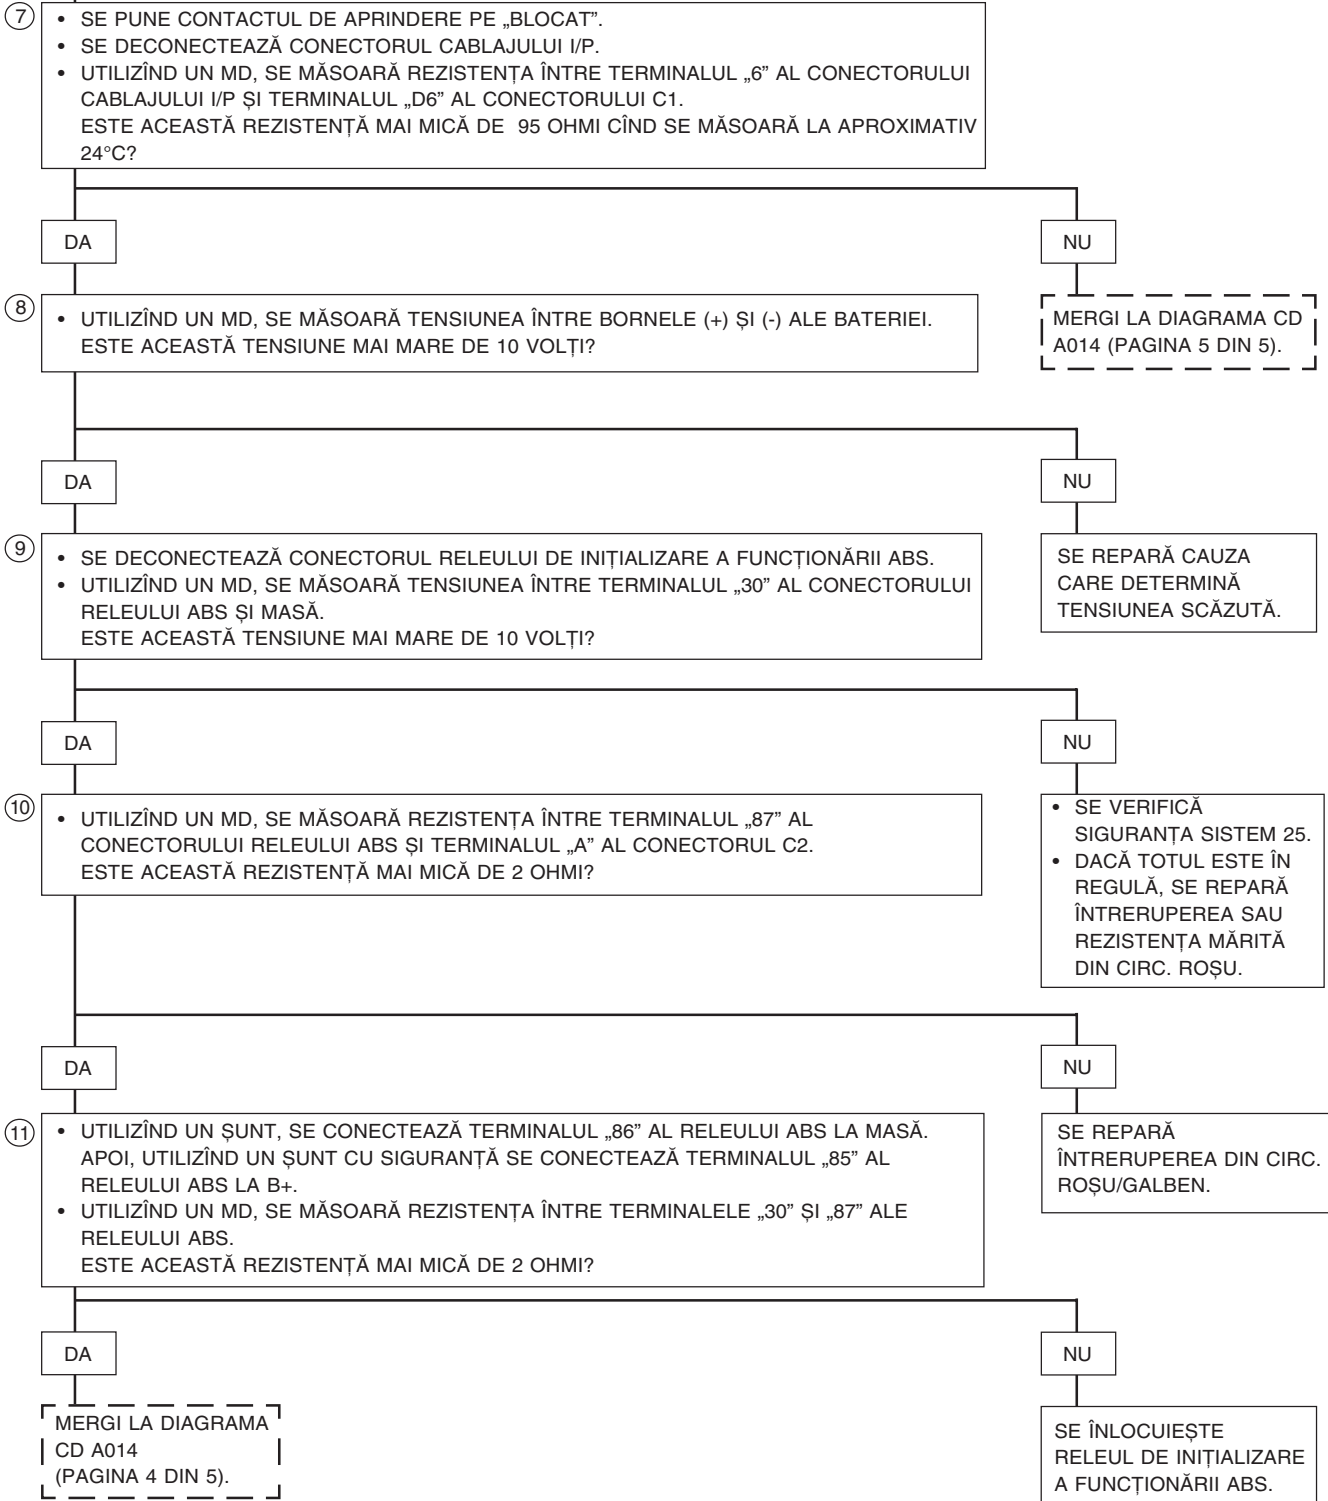 7
• SE PUNE CONTACTUL DE APRINDERE PE „BLOCAT”.
• SE DECONECTEAZĂ CONECTORUL CABLAJULUI I/P.
• UTILIZÎND UN MD, SE MĂSOARĂ REZISTENȚA ÎNTRE TERMINALUL „6” AL CONECTORULUI
CABLAJULUI I/P ȘI TERMINALUL „D6” AL CONECTORULUI C1.
ESTE ACEASTĂ REZISTENȚĂ MAI MICĂ DE 95 OHMI CÎND SE MĂSOARĂ LA APROXIMATIV
24°C?
DA
NU
8
• UTILIZÎND UN MD, SE MĂSOARĂ TENSIUNEA ÎNTRE BORNELE (+) ȘI (-) ALE BATERIEI.
ESTE ACEASTĂ TENSIUNE MAI MARE DE 10 VOLȚI?
MERGI LA DIAGRAMA CD
A014 (PAGINA 5 DIN 5).
DA
NU
9
• SE DECONECTEAZĂ CONECTORUL RELEULUI DE INIȚIALIZARE A FUNCȚIONĂRII ABS.
• UTILIZÎND UN MD, SE MĂSOARĂ TENSIUNEA ÎNTRE TERMINALUL „30” AL CONECTORULUI
RELEULUI ABS ȘI MASĂ.
ESTE ACEASTĂ TENSIUNE MAI MARE DE 10 VOLȚI?
SE REPARĂ CAUZA
CARE DETERMINĂ
TENSIUNEA SCĂZUTĂ.
DA
NU
10
• UTILIZÎND UN MD, SE MĂSOARĂ REZISTENȚA ÎNTRE TERMINALUL „87” AL
CONECTORULUI RELEULUI ABS ȘI TERMINALUL „A” AL CONECTORUL C2.
ESTE ACEASTĂ REZISTENȚĂ MAI MICĂ DE 2 OHMI?
• SE VERIFICĂ
SIGURANȚA SISTEM 25.
• DACĂ TOTUL ESTE ÎN
REGULĂ, SE REPARĂ
ÎNTRERUPEREA SAU
REZISTENȚA MĂRITĂ
DIN CIRC. ROȘU.
DA
NU
11
• UTILIZÎND UN ȘUNT, SE CONECTEAZĂ TERMINALUL „86” AL RELEULUI ABS LA MASĂ.
APOI, UTILIZÎND UN ȘUNT CU SIGURANȚĂ SE CONECTEAZĂ TERMINALUL „85” AL
RELEULUI ABS LA B+.
• UTILIZÎND UN MD, SE MĂSOARĂ REZISTENȚA ÎNTRE TERMINALELE „30” ȘI „87” ALE
RELEULUI ABS.
ESTE ACEASTĂ REZISTENȚĂ MAI MICĂ DE 2 OHMI?
SE REPARĂ
ÎNTRERUPEREA DIN CIRC.
ROȘU/GALBEN.
DA
NU
MERGI LA DIAGRAMA
CD A014
(PAGINA 4 DIN 5).
SE ÎNLOCUIEȘTE
RELEUL DE INIȚIALIZARE
A FUNCȚIONĂRII ABS.